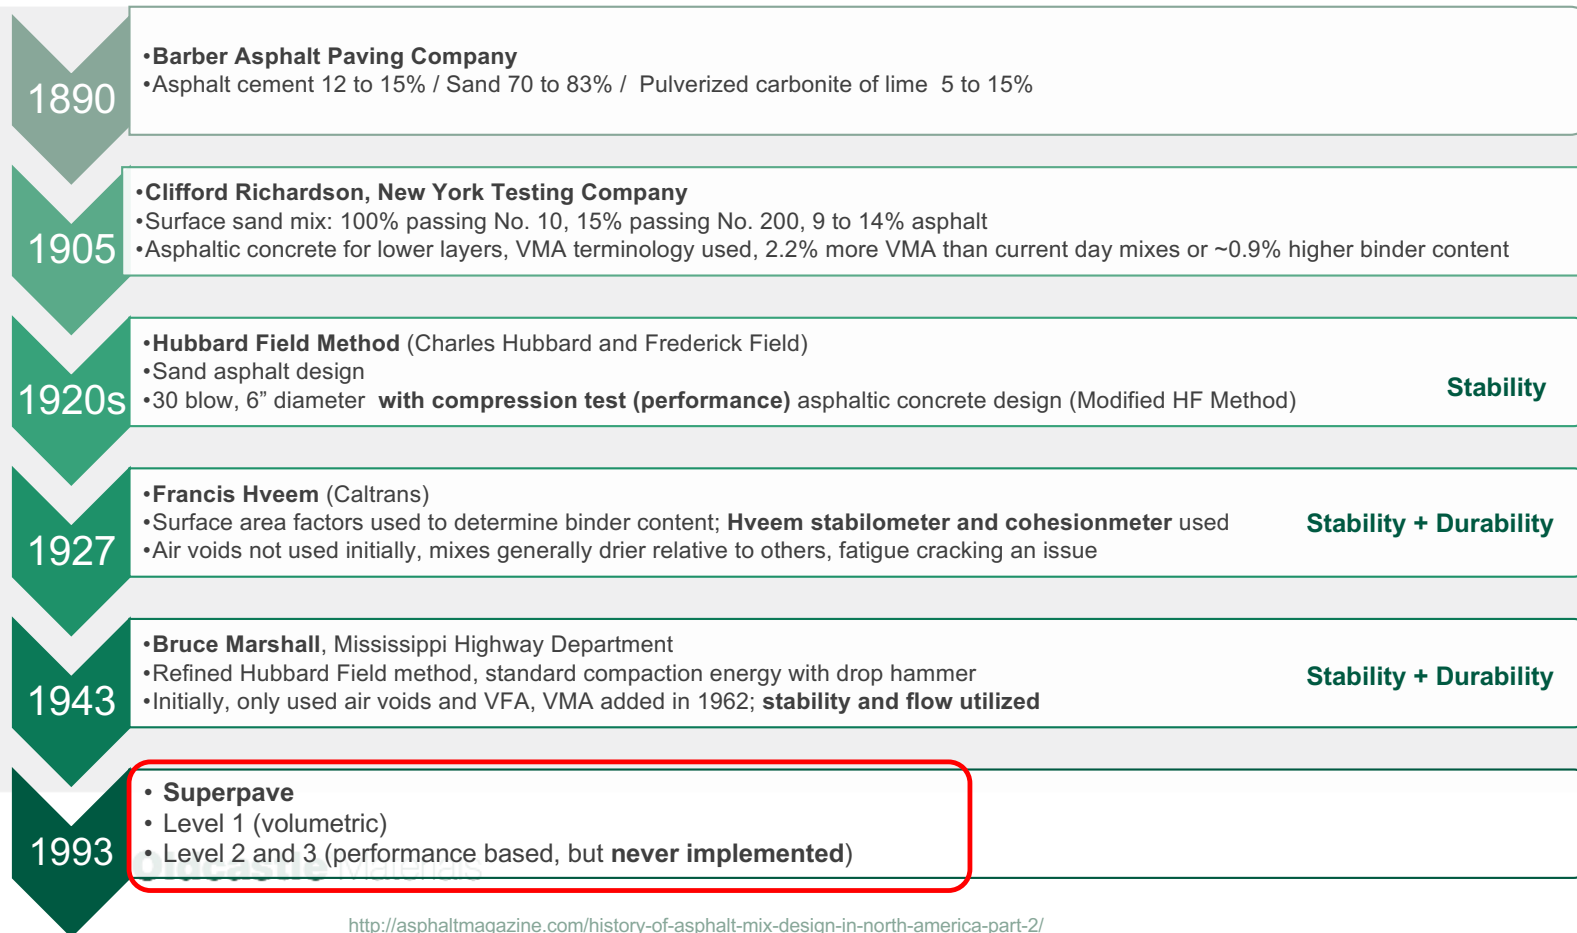 1890
•Barber Asphalt Paving Company
•Asphalt cement 12 to 15% / Sand 70 to 83% / Pulverized carbonite of lime 5 to 15%
1905
•Clifford Richardson, New York Testing Company
•Surface sand mix: 100% passing No. 10, 15% passing No. 200, 9 to 14% asphalt
•Asphaltic concrete for lower layers, VMA terminology used, 2.2% more VMA than current day mixes or ~0.9% higher binder content
1920s
•Hubbard Field Method (Charles Hubbard and Frederick Field)
•Sand asphalt design
•30 blow, 6” diameter with compression test (performance) asphaltic concrete design (Modified HF Method)
Stability
1927
•Francis Hveem (Caltrans)
•Surface area factors used to determine binder content; Hveem stabilometer and cohesionmeter used
•Air voids not used initially, mixes generally drier relative to others, fatigue cracking an issue
Stability + Durability
1943
•Bruce Marshall, Mississippi Highway Department
•Refined Hubbard Field method, standard compaction energy with drop hammer
•Initially, only used air voids and VFA, VMA added in 1962; stability and flow utilized
Stability + Durability
1993
• Superpave
• Level 1 (volumetric)
• Level 2 and 3 (performance based, but never implemented)
Oldcastle Materials
http://asphaltmagazine.com/history-of-asphalt-mix-design-in-north-america-part-2/